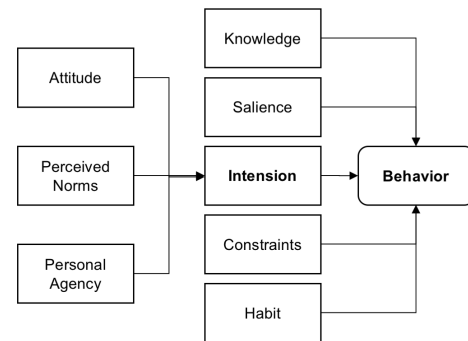 Knowledge
Attitude
Salience
Perceived
Norms
Intension
Behavior
Constraints
Personal
Agency
Habit